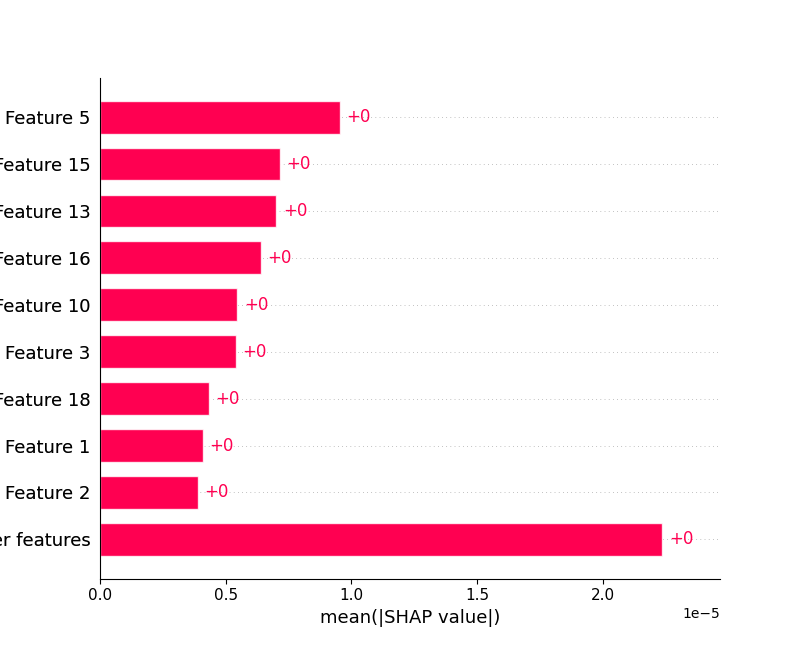 Feature 5 +0
Feature 15 +0
Feature 13 +0
Feature 16 +0
Feature 10 +0
Feature 3 +0
Feature 18 +0
Feature 1 +0
Feature 2 +0
features +0
0.0 0.5 1.0 1.5 2.0
1e−5
mean(|SHAP value|)